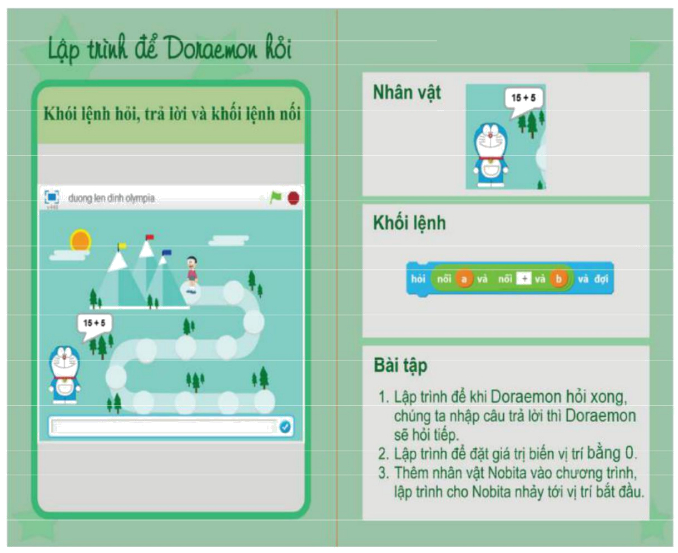 Lập trình để Doraemon hỏi
Khối lệnh hỏi, trả lời và khối lệnh nối
duong len dinh olympia
15 + 5
Nhân vật
15 + 5
Khối lệnh
hỏi nối a và nối + và b và đợi
Bài tập
1. Lập trình để khi Doraemon hỏi xong,
chúng ta nhập câu trả lời thì Doraemon
sẽ hỏi tiếp.
2. Lập trình để đặt giá trị biến vị trí bằng 0.
3. Thêm nhân vật Nobita vào chương trình,
lập trình cho Nobita nhảy tới vị trí bắt đầu.